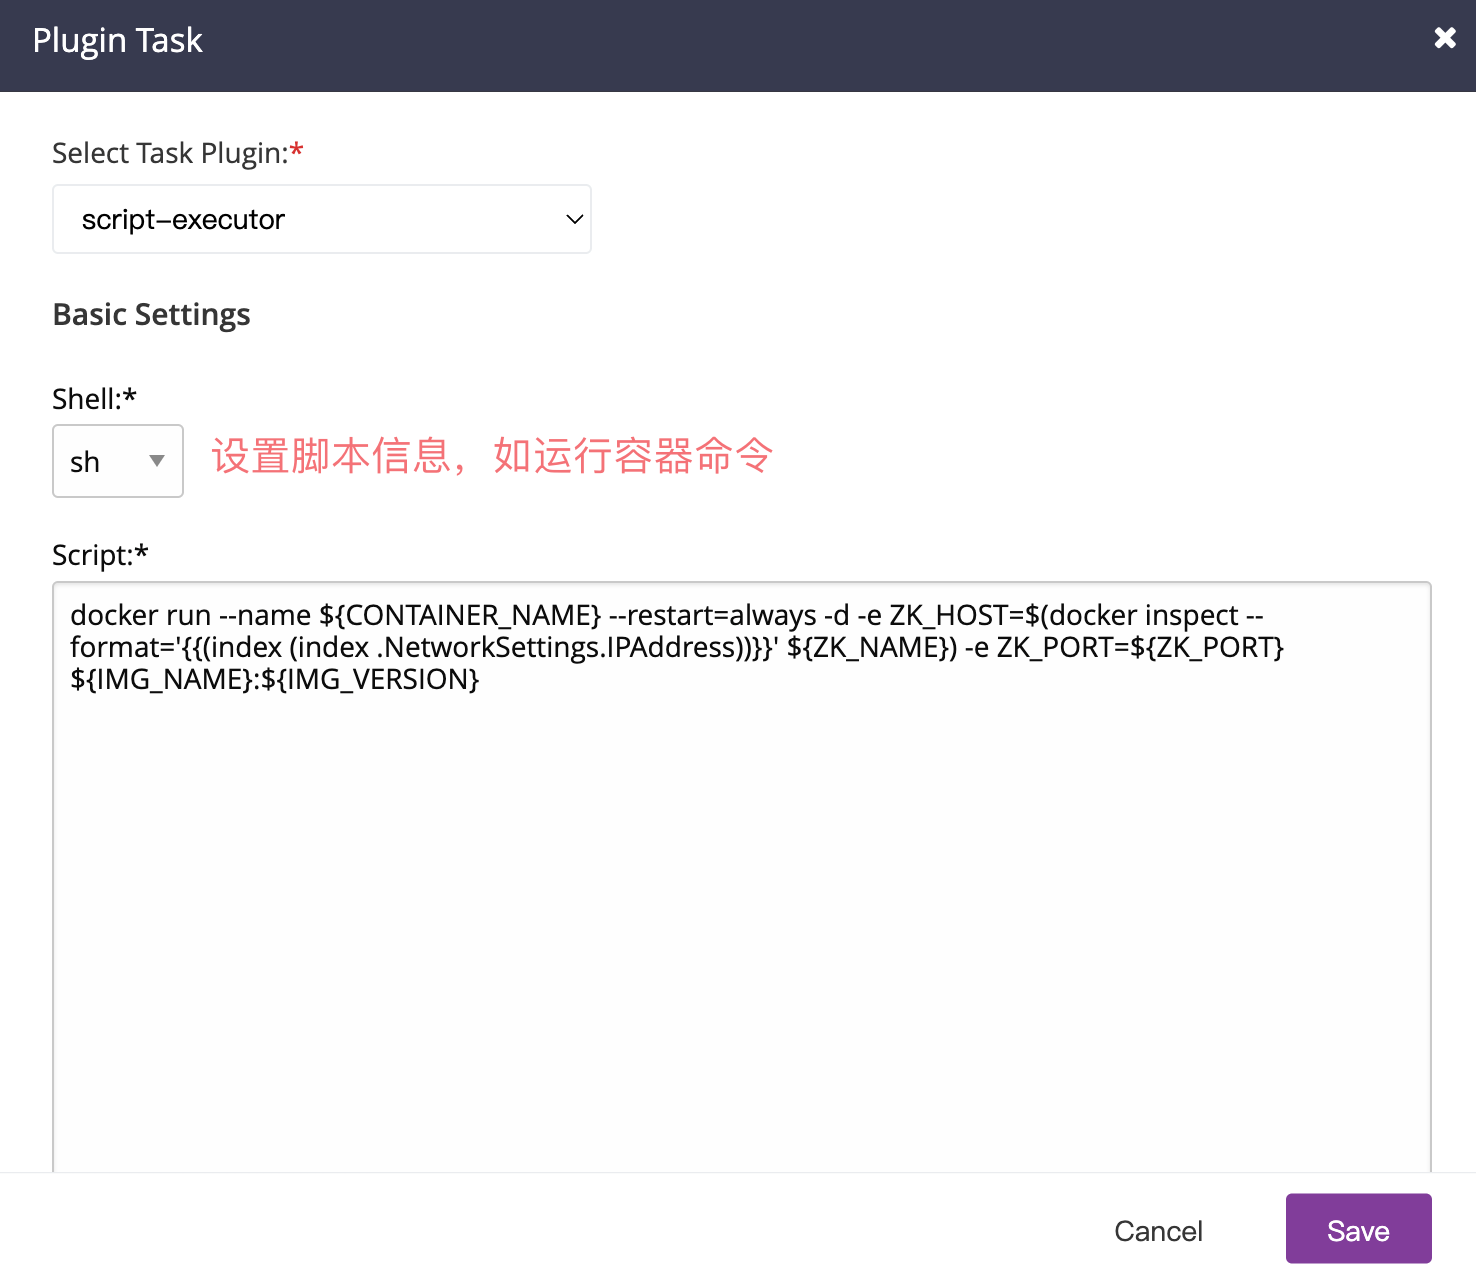 Plugin Task
Select Task Plugin:*
script-executor
Basic Settings
Shell:*
sh
设置脚本信息，如运行容器命令
Script:*
docker run --name ${CONTAINER_NAME} --restart=always -d -e ZK_HOST=$(docker inspect --
format='{{(index (index .NetworkSettings.IPAddress))}}' ${ZK_NAME}) -e ZK_PORT=${ZK_PORT}
${IMG_NAME}:${IMG_VERSION}
Cancel
Save